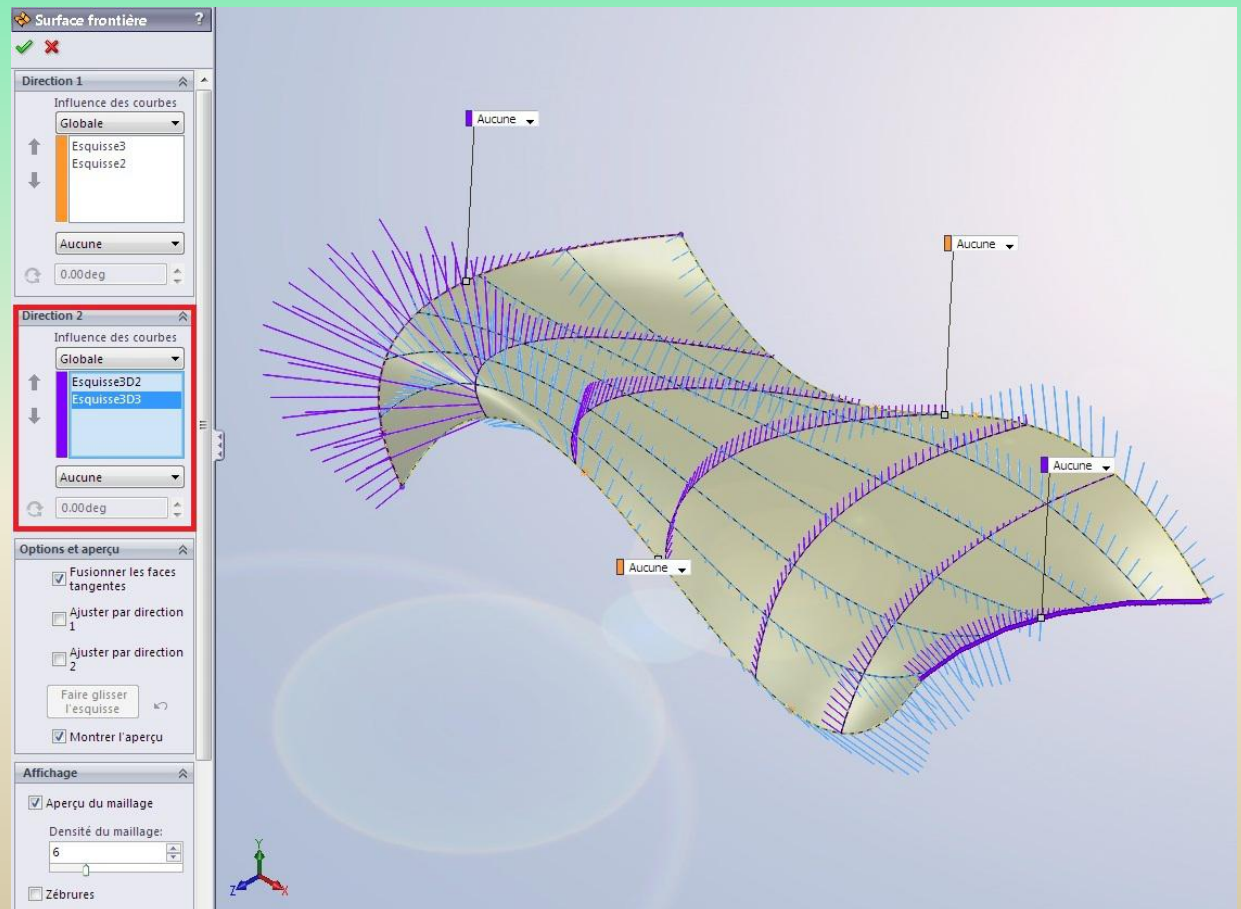 Surface frontière ?
Direction 1
Influence des courbes
Globale
Esquisse3
Esquisse2
Aucune
0.00deg
Direction 2
Influence des courbes
Globale
Esquisse3D2
Esquisse3D3
Aucune
0.00deg
Options et aperçu
Fusionner les faces
tangentes
Ajuster par direction
1
Ajuster par direction
2
Faire glisser
l'esquisse
Montrer l'aperçu
Affichage
Aperçu du maillage
Densité du maillage:
6
Zébrures
Aucune
Aucune
Aucune
Aucune
Y
Z
X